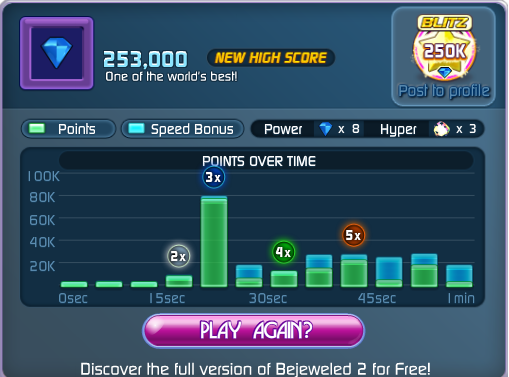 253,000 NEW HIGH SCORE
One of the world's best!
BLITZ
250K
Post to profile
Points Speed Bonus Power x 8 Hyper x 3
POINTS OVER TIME
100K
80K
60K
40K
20K
3x
2x
4x
5x
0sec 15sec 30sec 45sec 1min
PLAY AGAIN?
Discover the full version of Bejeweled 2 for Free!